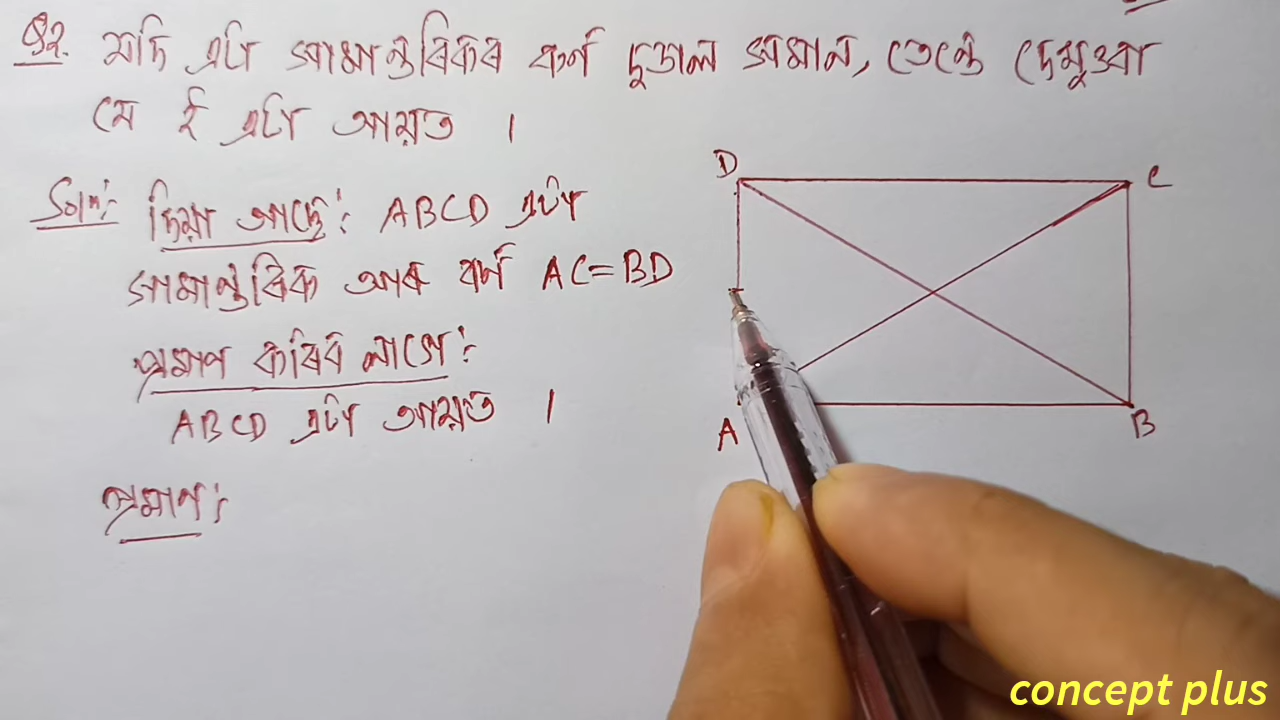 Q2. যদি এটা সামান্তৰিকৰ কৰ্ণ দুডাল সমান, তেন্তে দেখুওৱা
যে ই এটা আয়ত ।
Solⁿ: দিয়া আছে: ABCD এটা
সামান্তৰিক আৰু কৰ্ণ AC=BD
প্ৰমাণ কৰিব লাগে:
ABCD এটা আয়ত ।
প্ৰমাণ:
D
C
A
B
concept plus